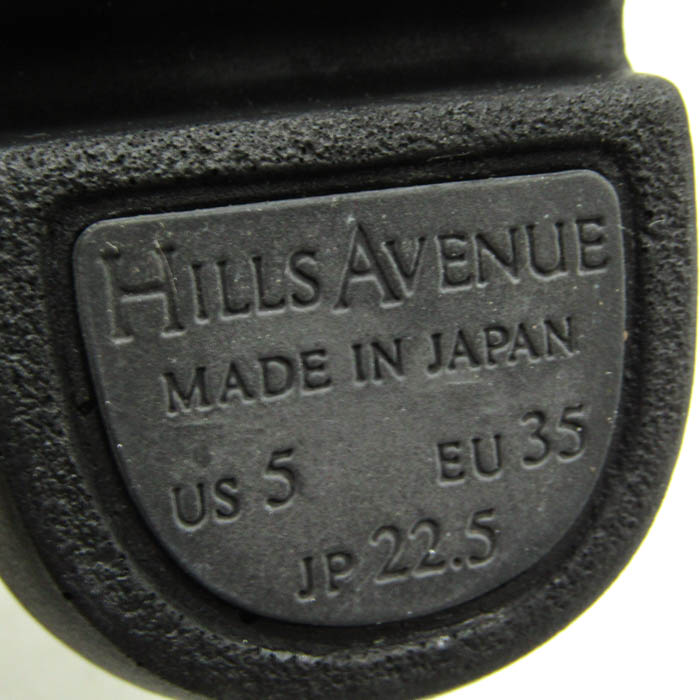 HILLS AVENUE
MADE IN JAPAN
US 5 EU 35
JP 22.5